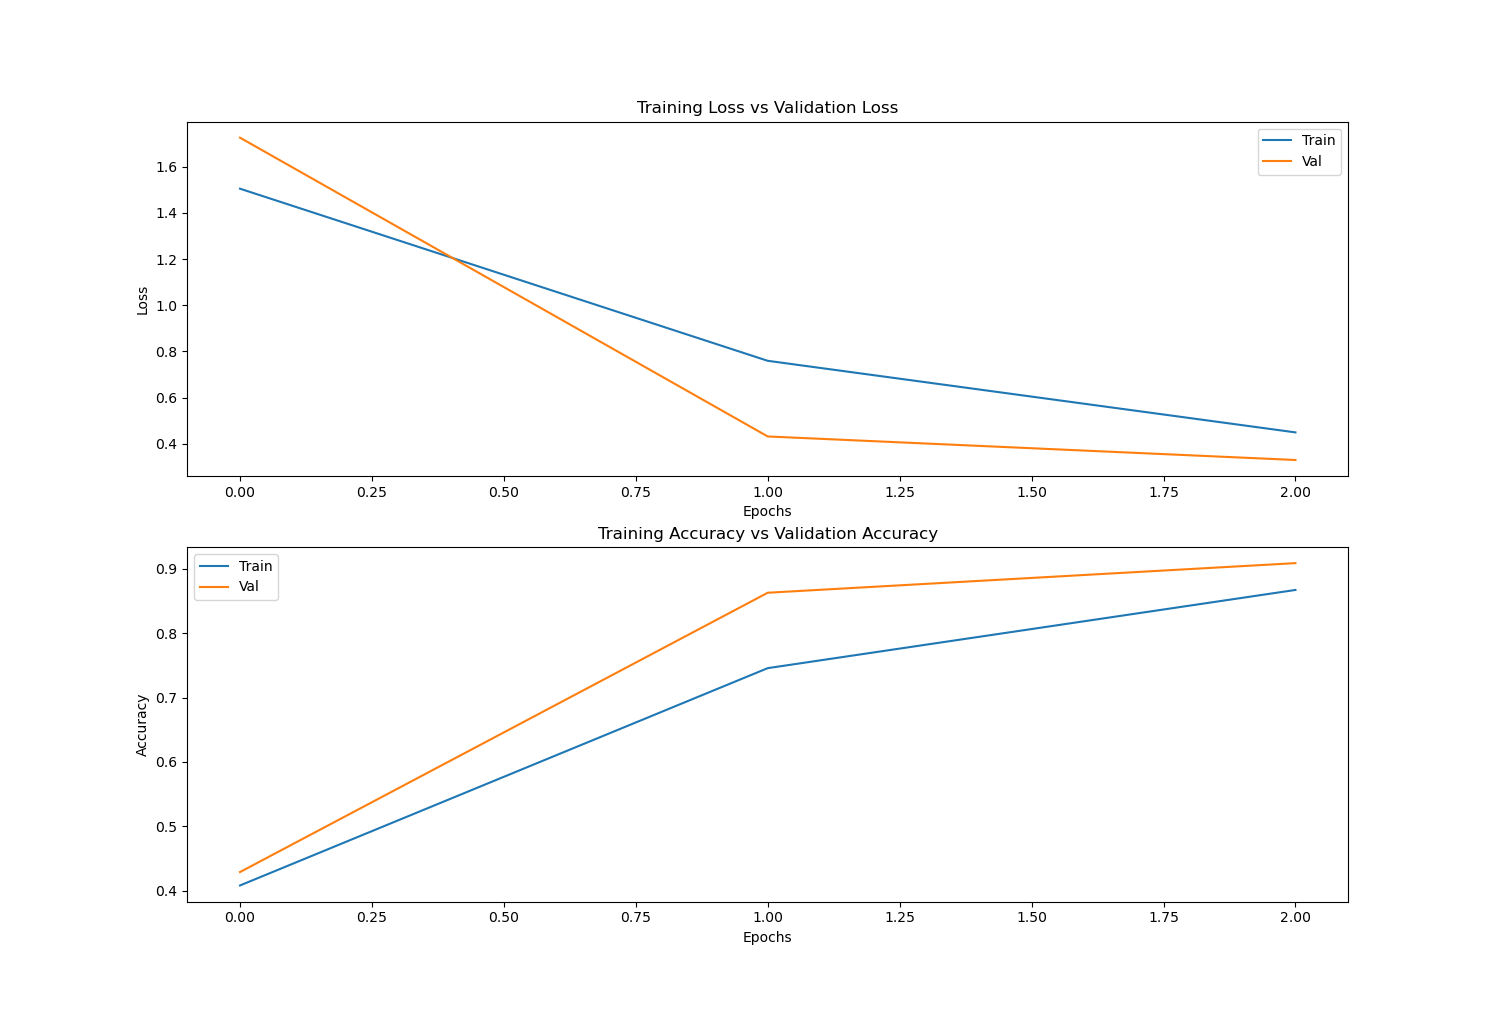 Training Loss vs Validation Loss
Train
Val
1.6
1.4
1.2
1.0
0.8
0.6
0.4
Loss
0.00 0.25 0.50 0.75 1.00 1.25 1.50 1.75 2.00
Epochs
Training Accuracy vs Validation Accuracy
Train
Val
0.9
0.8
0.7
0.6
0.5
0.4
Accuracy
0.00 0.25 0.50 0.75 1.00 1.25 1.50 1.75 2.00
Epochs